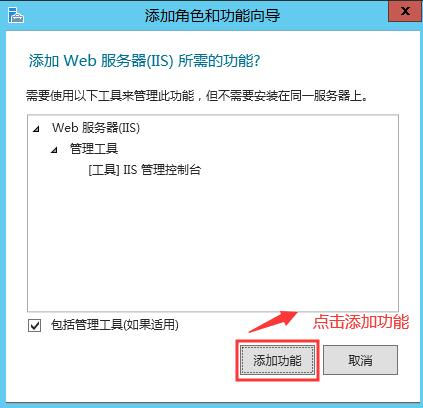 添加角色和功能向导
x
添加 Web 服务器(IIS) 所需的功能?
需要使用以下工具来管理此功能，但不需要安装在同一服务器上。
Web 服务器(IIS)
管理工具
[工具] IIS 管理控制台
点击添加功能
包括管理工具(如果适用)
添加功能
取消